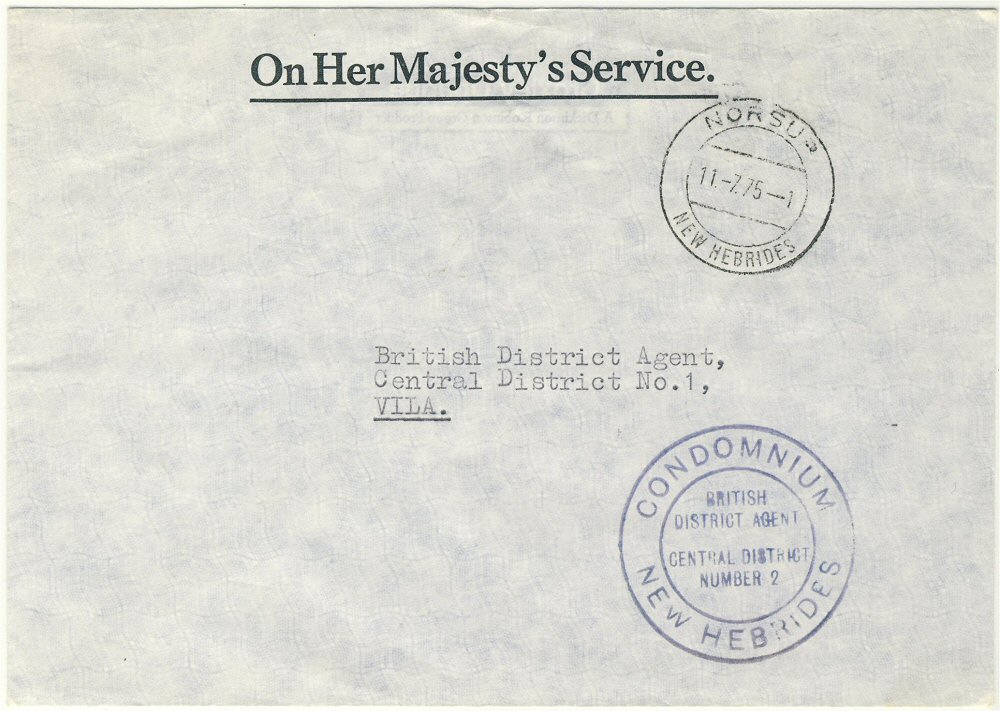 On Her Majesty's Service.
NORSUP
11.-7.75-1
NEW HEBRIDES
British District Agent,
Central District No.1,
VILA.
CONDOMNIUM
BRITISH
DISTRICT AGENT
CENTRAL DISTRICT
NUMBER 2
NEW HEBRIDES